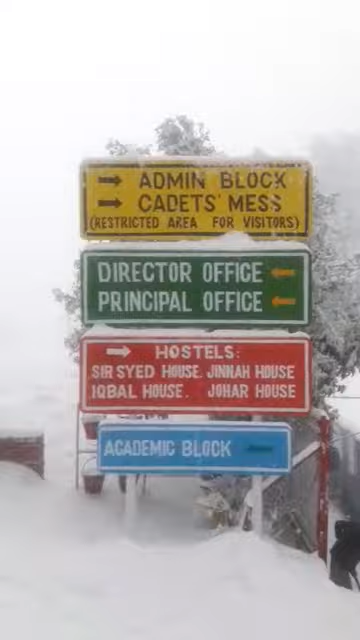 → ADMIN BLOCK
→ CADETS' MESS
(RESTRICTED AREA FOR VISITORS)
DIRECTOR OFFICE ←
PRINCIPAL OFFICE ←
→ HOSTELS:
SIR SYED HOUSE. JINNAH HOUSE
IQBAL HOUSE. JOHAR HOUSE
ACADEMIC BLOCK ←